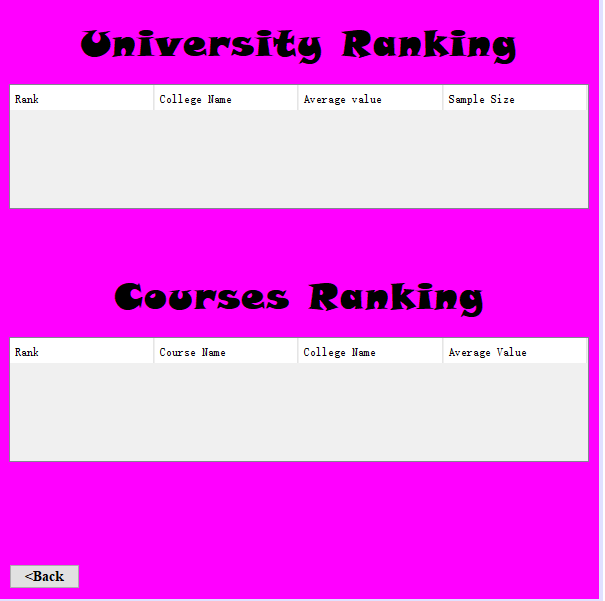 University Ranking
Rank College Name Average value Sample Size
Courses Ranking
Rank Course Name College Name Average Value
<Back